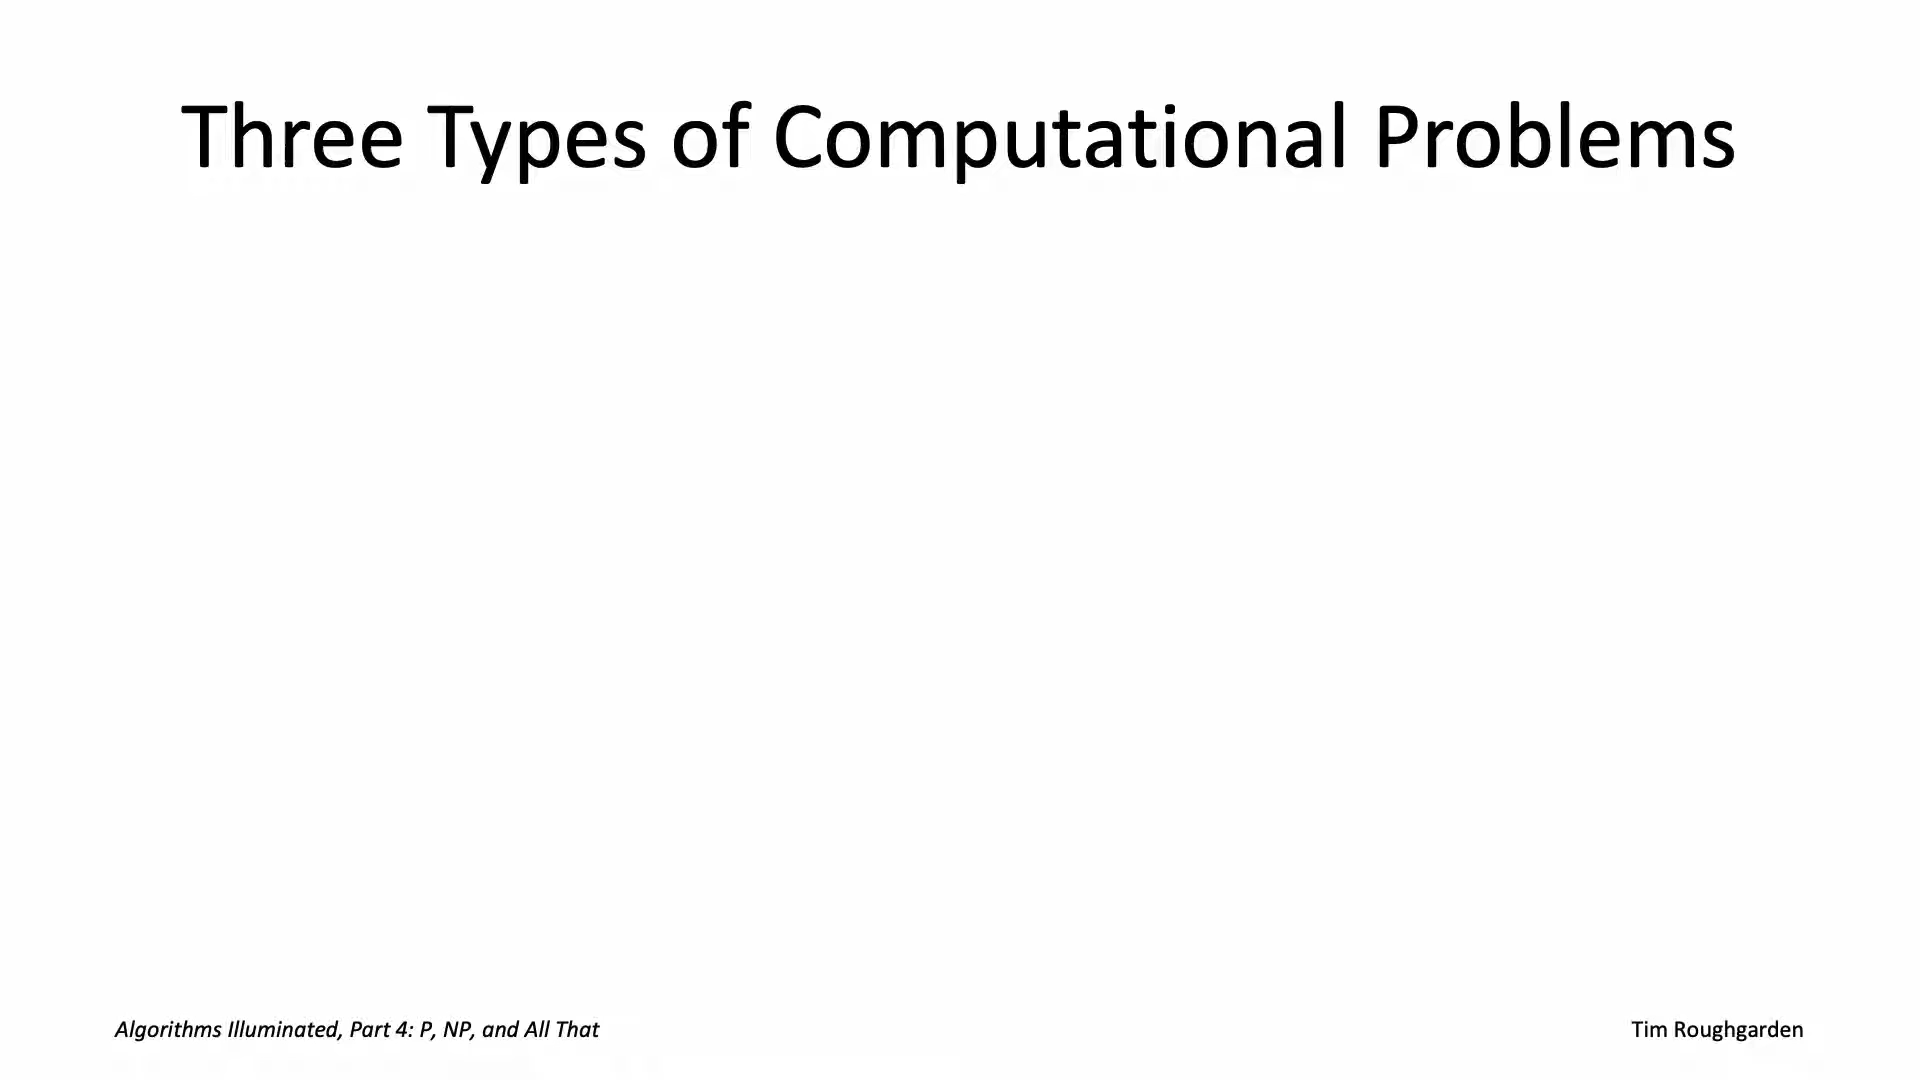 Three Types of Computational Problems
Algorithms Illuminated, Part 4: P, NP, and All That
Tim Roughgarden